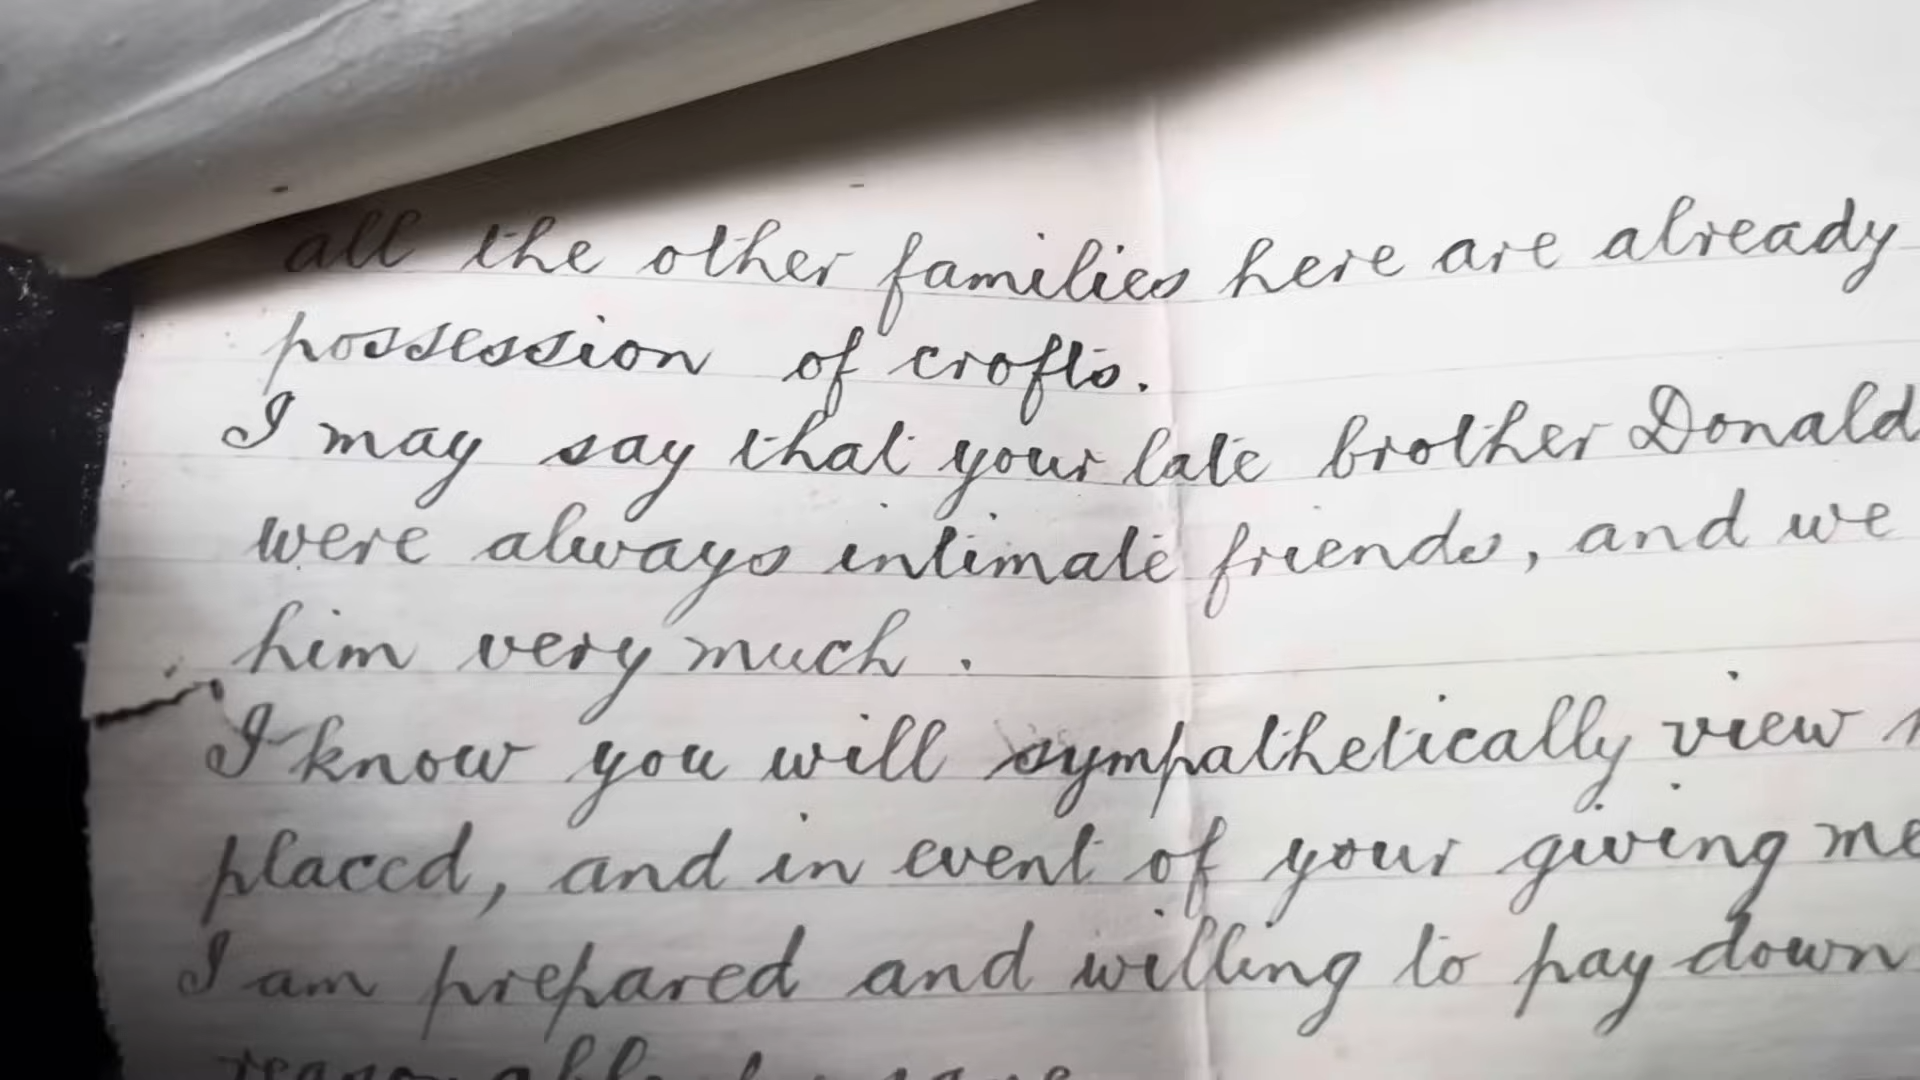 all the other families here are already
possession of crofts.
I may say that your late brother Donald
were always intimate friends, and we
him very much.
I know you will sympathetically view
placed, and in event of your giving me
I am prepared and willing to pay down